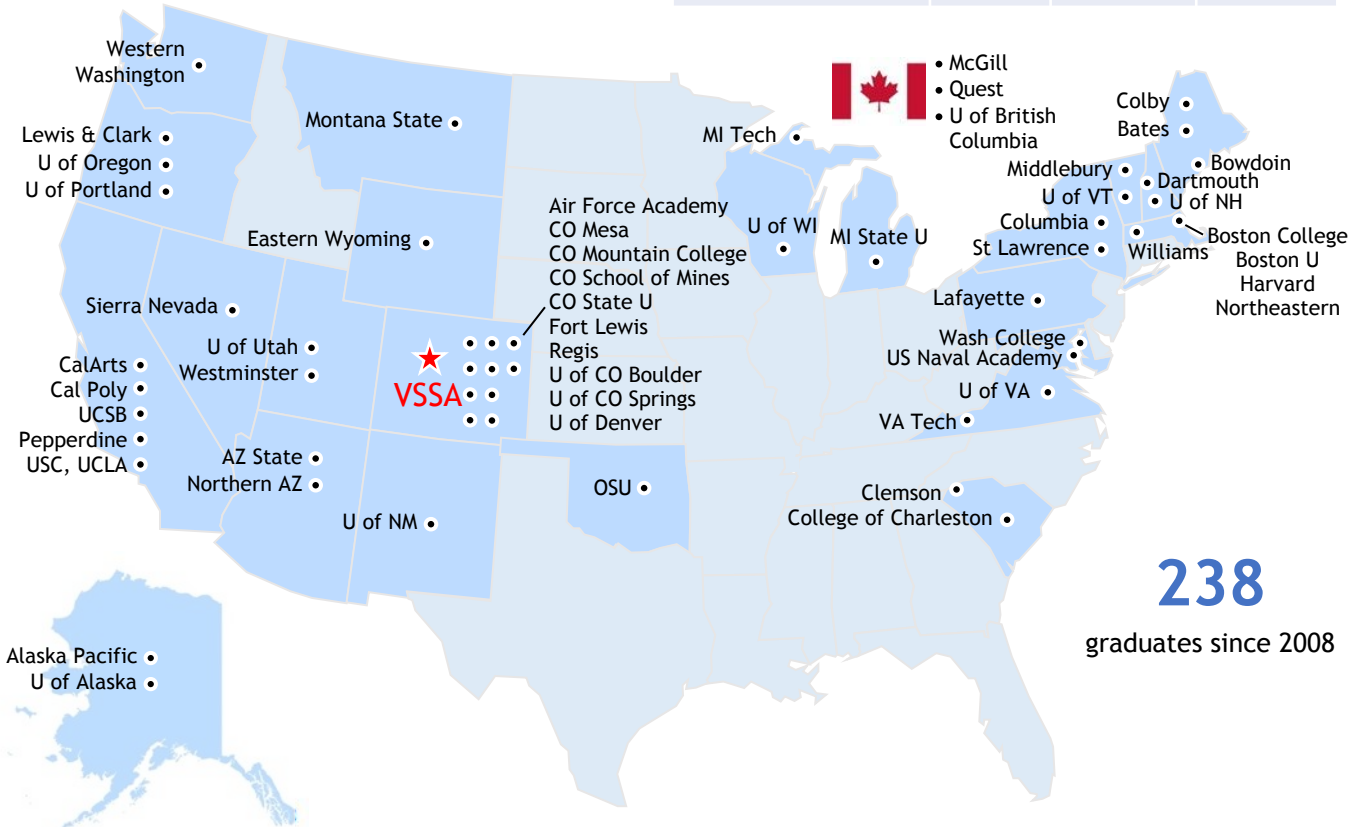 Western
Washington
Lewis & Clark
U of Oregon
U of Portland
Montana State
Eastern Wyoming
Sierra Nevada
U of Utah
Westminster
CalArts
Cal Poly
UCSB
Pepperdine
USC, UCLA
AZ State
Northern AZ
U of NM
VSSA
Air Force Academy
CO Mesa
CO Mountain College
CO School of Mines
CO State U
Fort Lewis
Regis
U of CO Boulder
U of CO Springs
U of Denver
OSU
MI Tech
U of WI
MI State U
• McGill
• Quest
• U of British
Columbia
Colby
Bates
Bowdoin
Middlebury
Dartmouth
U of VT
U of NH
Columbia
St Lawrence
Williams
Boston College
Boston U
Harvard
Northeastern
Lafayette
Wash College
US Naval Academy
U of VA
VA Tech
Clemson
College of Charleston
Alaska Pacific
U of Alaska
238
graduates since 2008